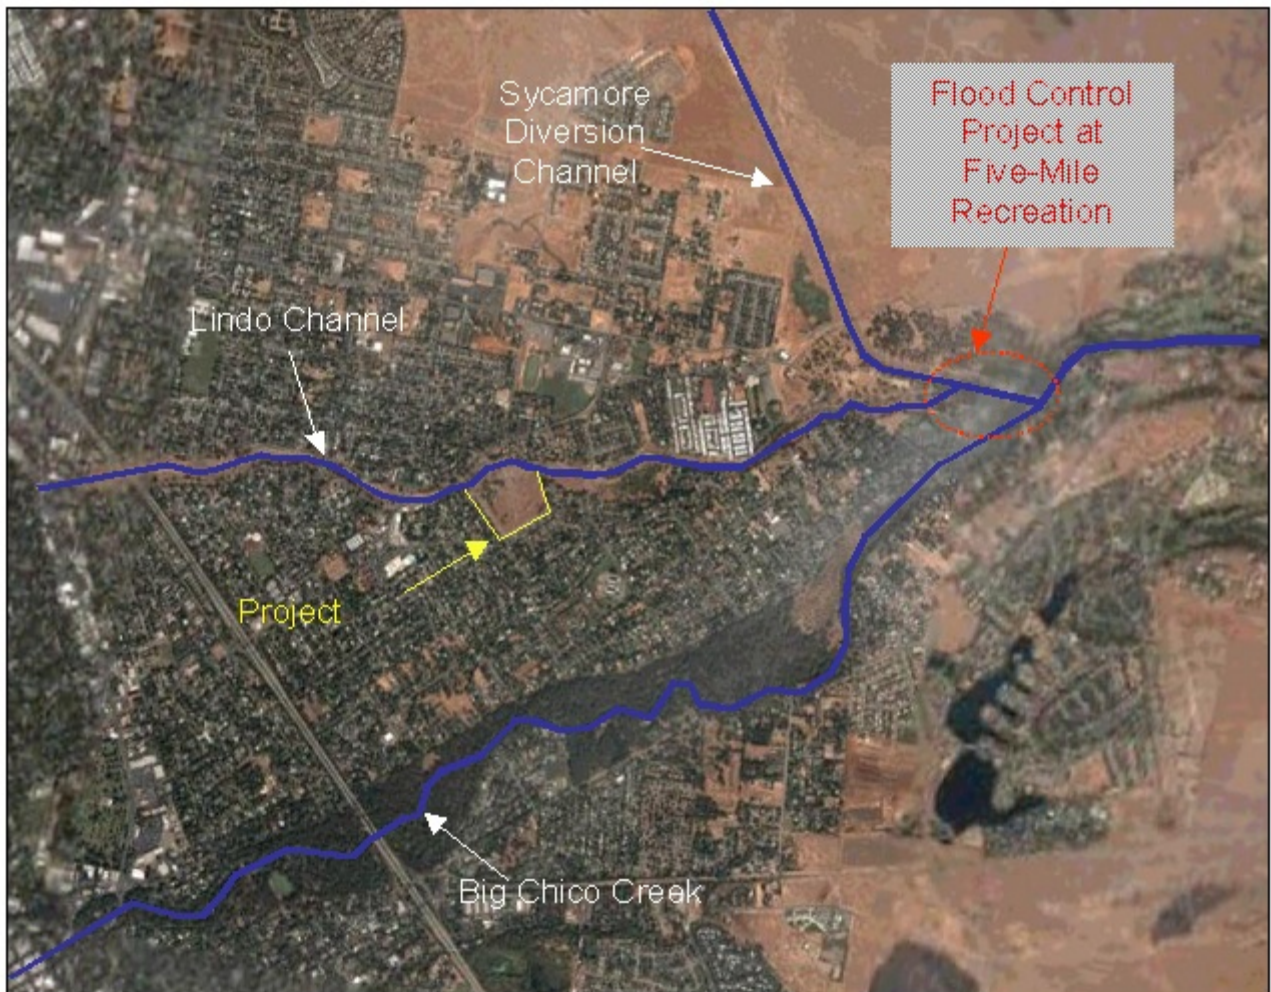 Sycamore
Diversion
Channel
Flood Control
Project at
Five-Mile
Recreation
Lindo Channel
Project
Big Chico Creek